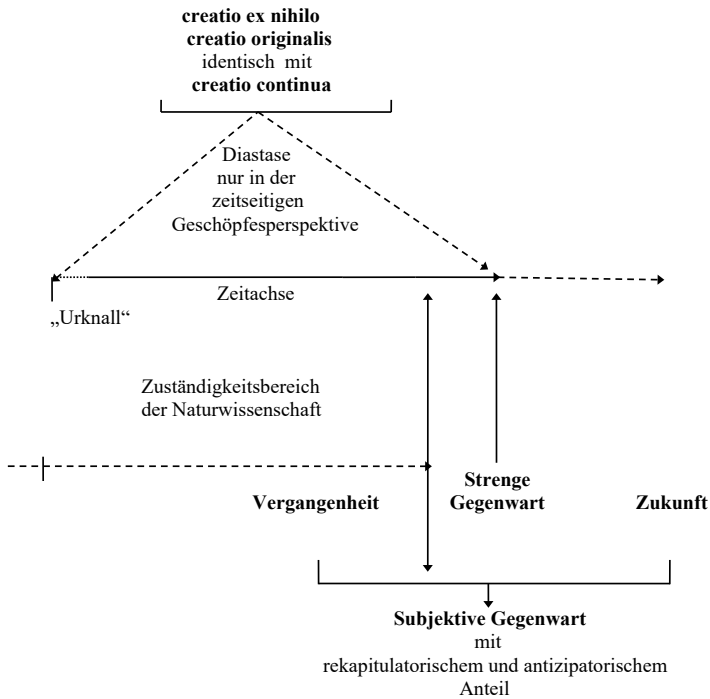 creatio ex nihilo
creatio originalis
identisch mit
creatio continua
Diastase
nur in der
zeitseitigen
Geschöpfesperspektive
Zeitachse
„Urknall“
Zuständigkeitsbereich
der Naturwissenschaft
Strenge
Vergangenheit Gegenwart Zukunft
Subjektive Gegenwart
mit
rekapitulatorischem und antizipatorischem
Anteil